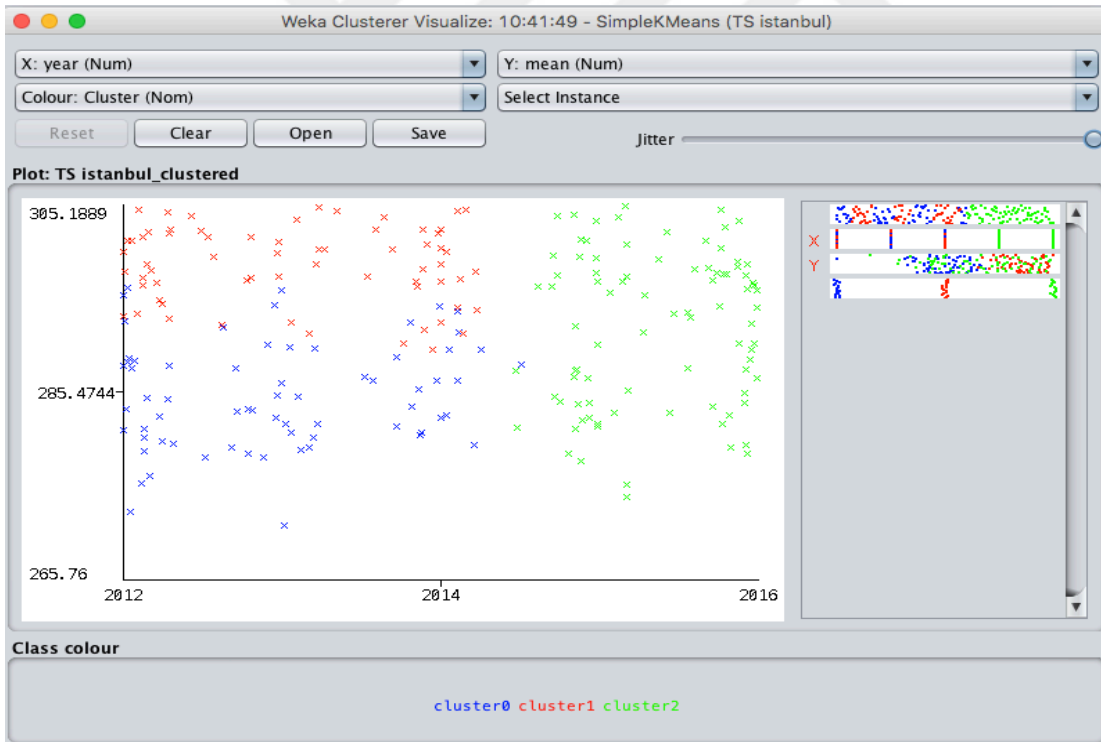 Weka Clusterer Visualize: 10:41:49 - SimpleKMeans (TS istanbul)
X: year (Num) Y: mean (Num)
Colour: Cluster (Nom) Select Instance
Reset Clear Open Save Jitter
Plot: TS istanbul_clustered
305.1889
X
Y
285.4744
265.76
2012 2014 2016
Class colour
cluster0 cluster1 cluster2